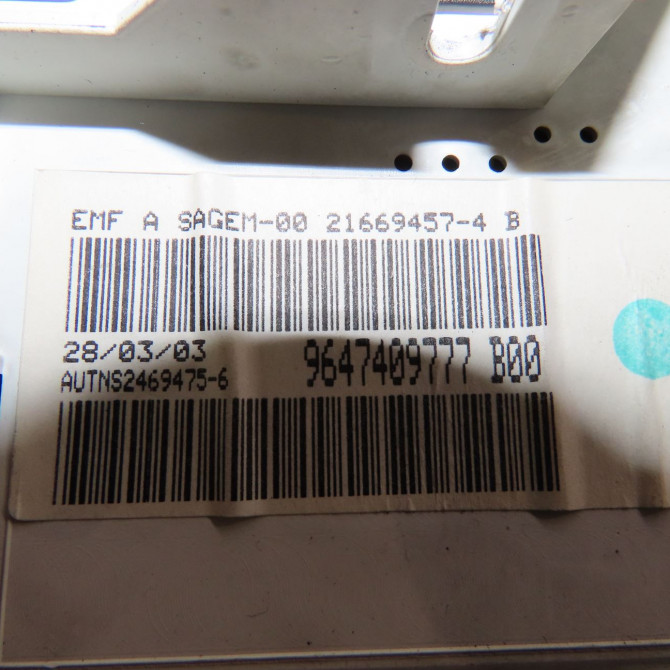 EMF A SAGEM-00 21669457-4 B
28/03/03
9647409777 B00
AUTNS2469475-6